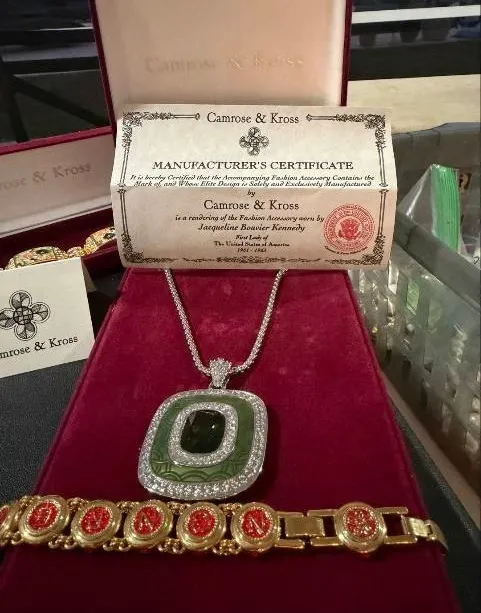 Camrose & Kross
Camrose & Kross
MANUFACTURER'S CERTIFICATE
It is hereby Certified that the Accompanying Fashion Accessory Contains the
Mark of, and Whose Elite Design is Solely and Exclusively Manufactured
by
Camrose & Kross
is a rendering of the Fashion Accessory worn by
Jacqueline Bouvier Kennedy
First Lady of
The United States of America
1961 - 1963
rose & Kross
mrose & Kross